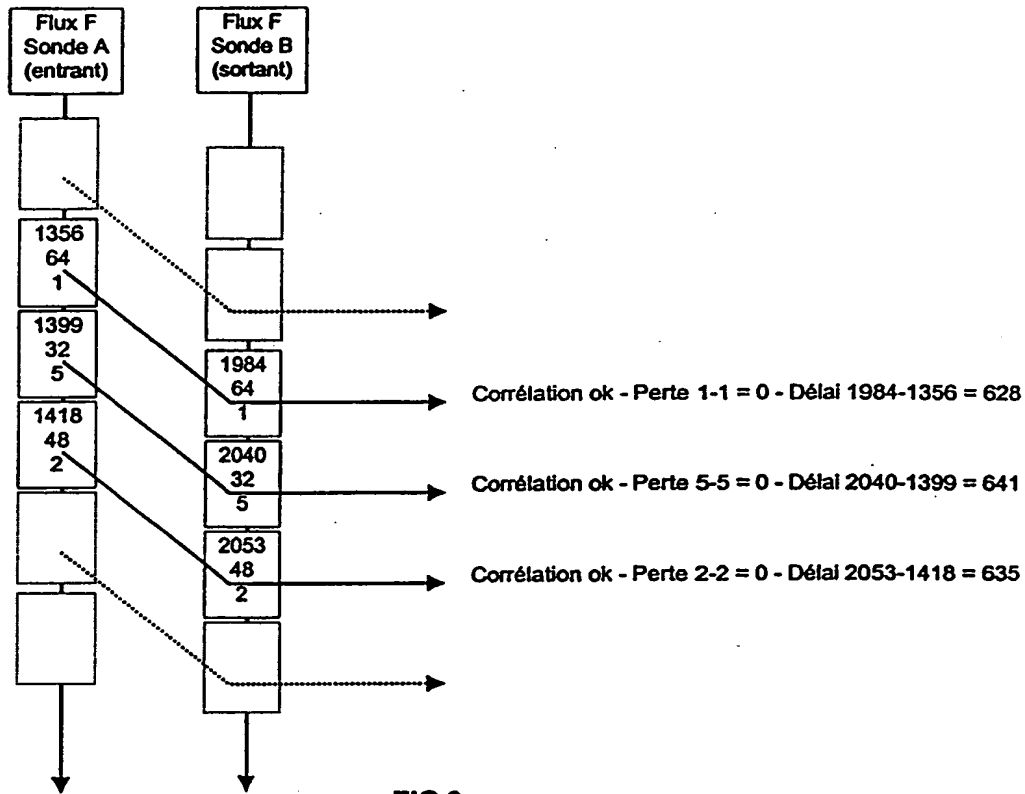 Flux F
Sonde A
(entrant)
Flux F
Sonde B
(sortant)
1356
64
1
1399
32
5
1418
48
2
1984
64
1
2040
32
5
2053
48
2
Corrélation ok - Perte 1-1 = 0 - Délai 1984-1356 = 628
Corrélation ok - Perte 5-5 = 0 - Délai 2040-1399 = 641
Corrélation ok - Perte 2-2 = 0 - Délai 2053-1418 = 635